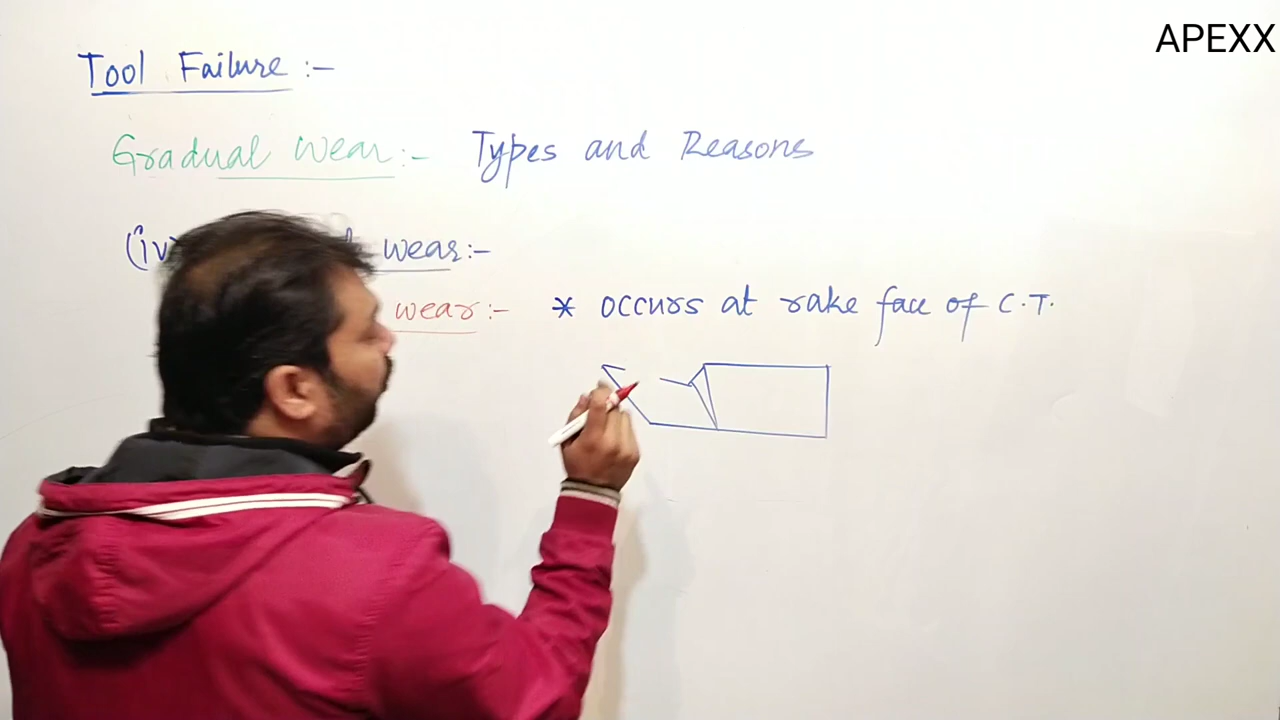 APEXX
Tool Failure :-
Gradual Wear :- Types and Reasons
(iv) wear :-
wear :- * occurs at rake face of C.T.